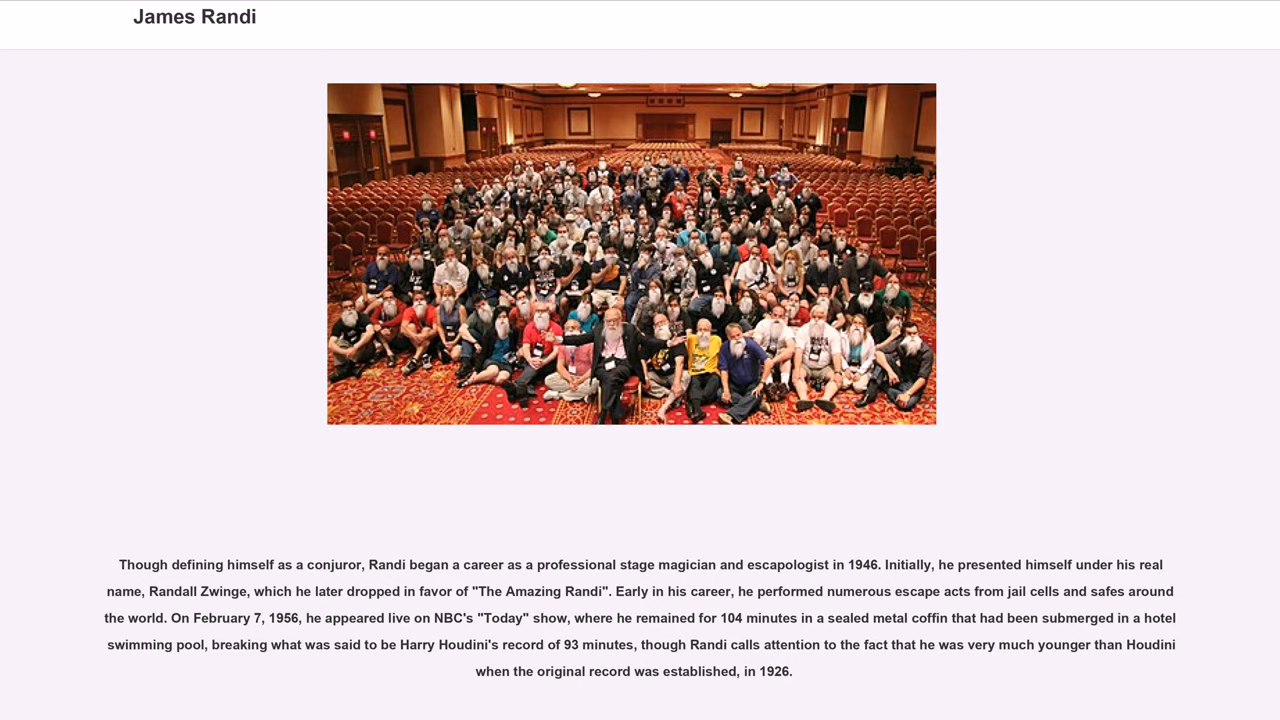 James Randi
Though defining himself as a conjuror, Randi began a career as a professional stage magician and escapologist in 1946. Initially, he presented himself under his real
name, Randall Zwinge, which he later dropped in favor of "The Amazing Randi". Early in his career, he performed numerous escape acts from jail cells and safes around
the world. On February 7, 1956, he appeared live on NBC's "Today" show, where he remained for 104 minutes in a sealed metal coffin that had been submerged in a hotel
swimming pool, breaking what was said to be Harry Houdini's record of 93 minutes, though Randi calls attention to the fact that he was very much younger than Houdini
when the original record was established, in 1926.